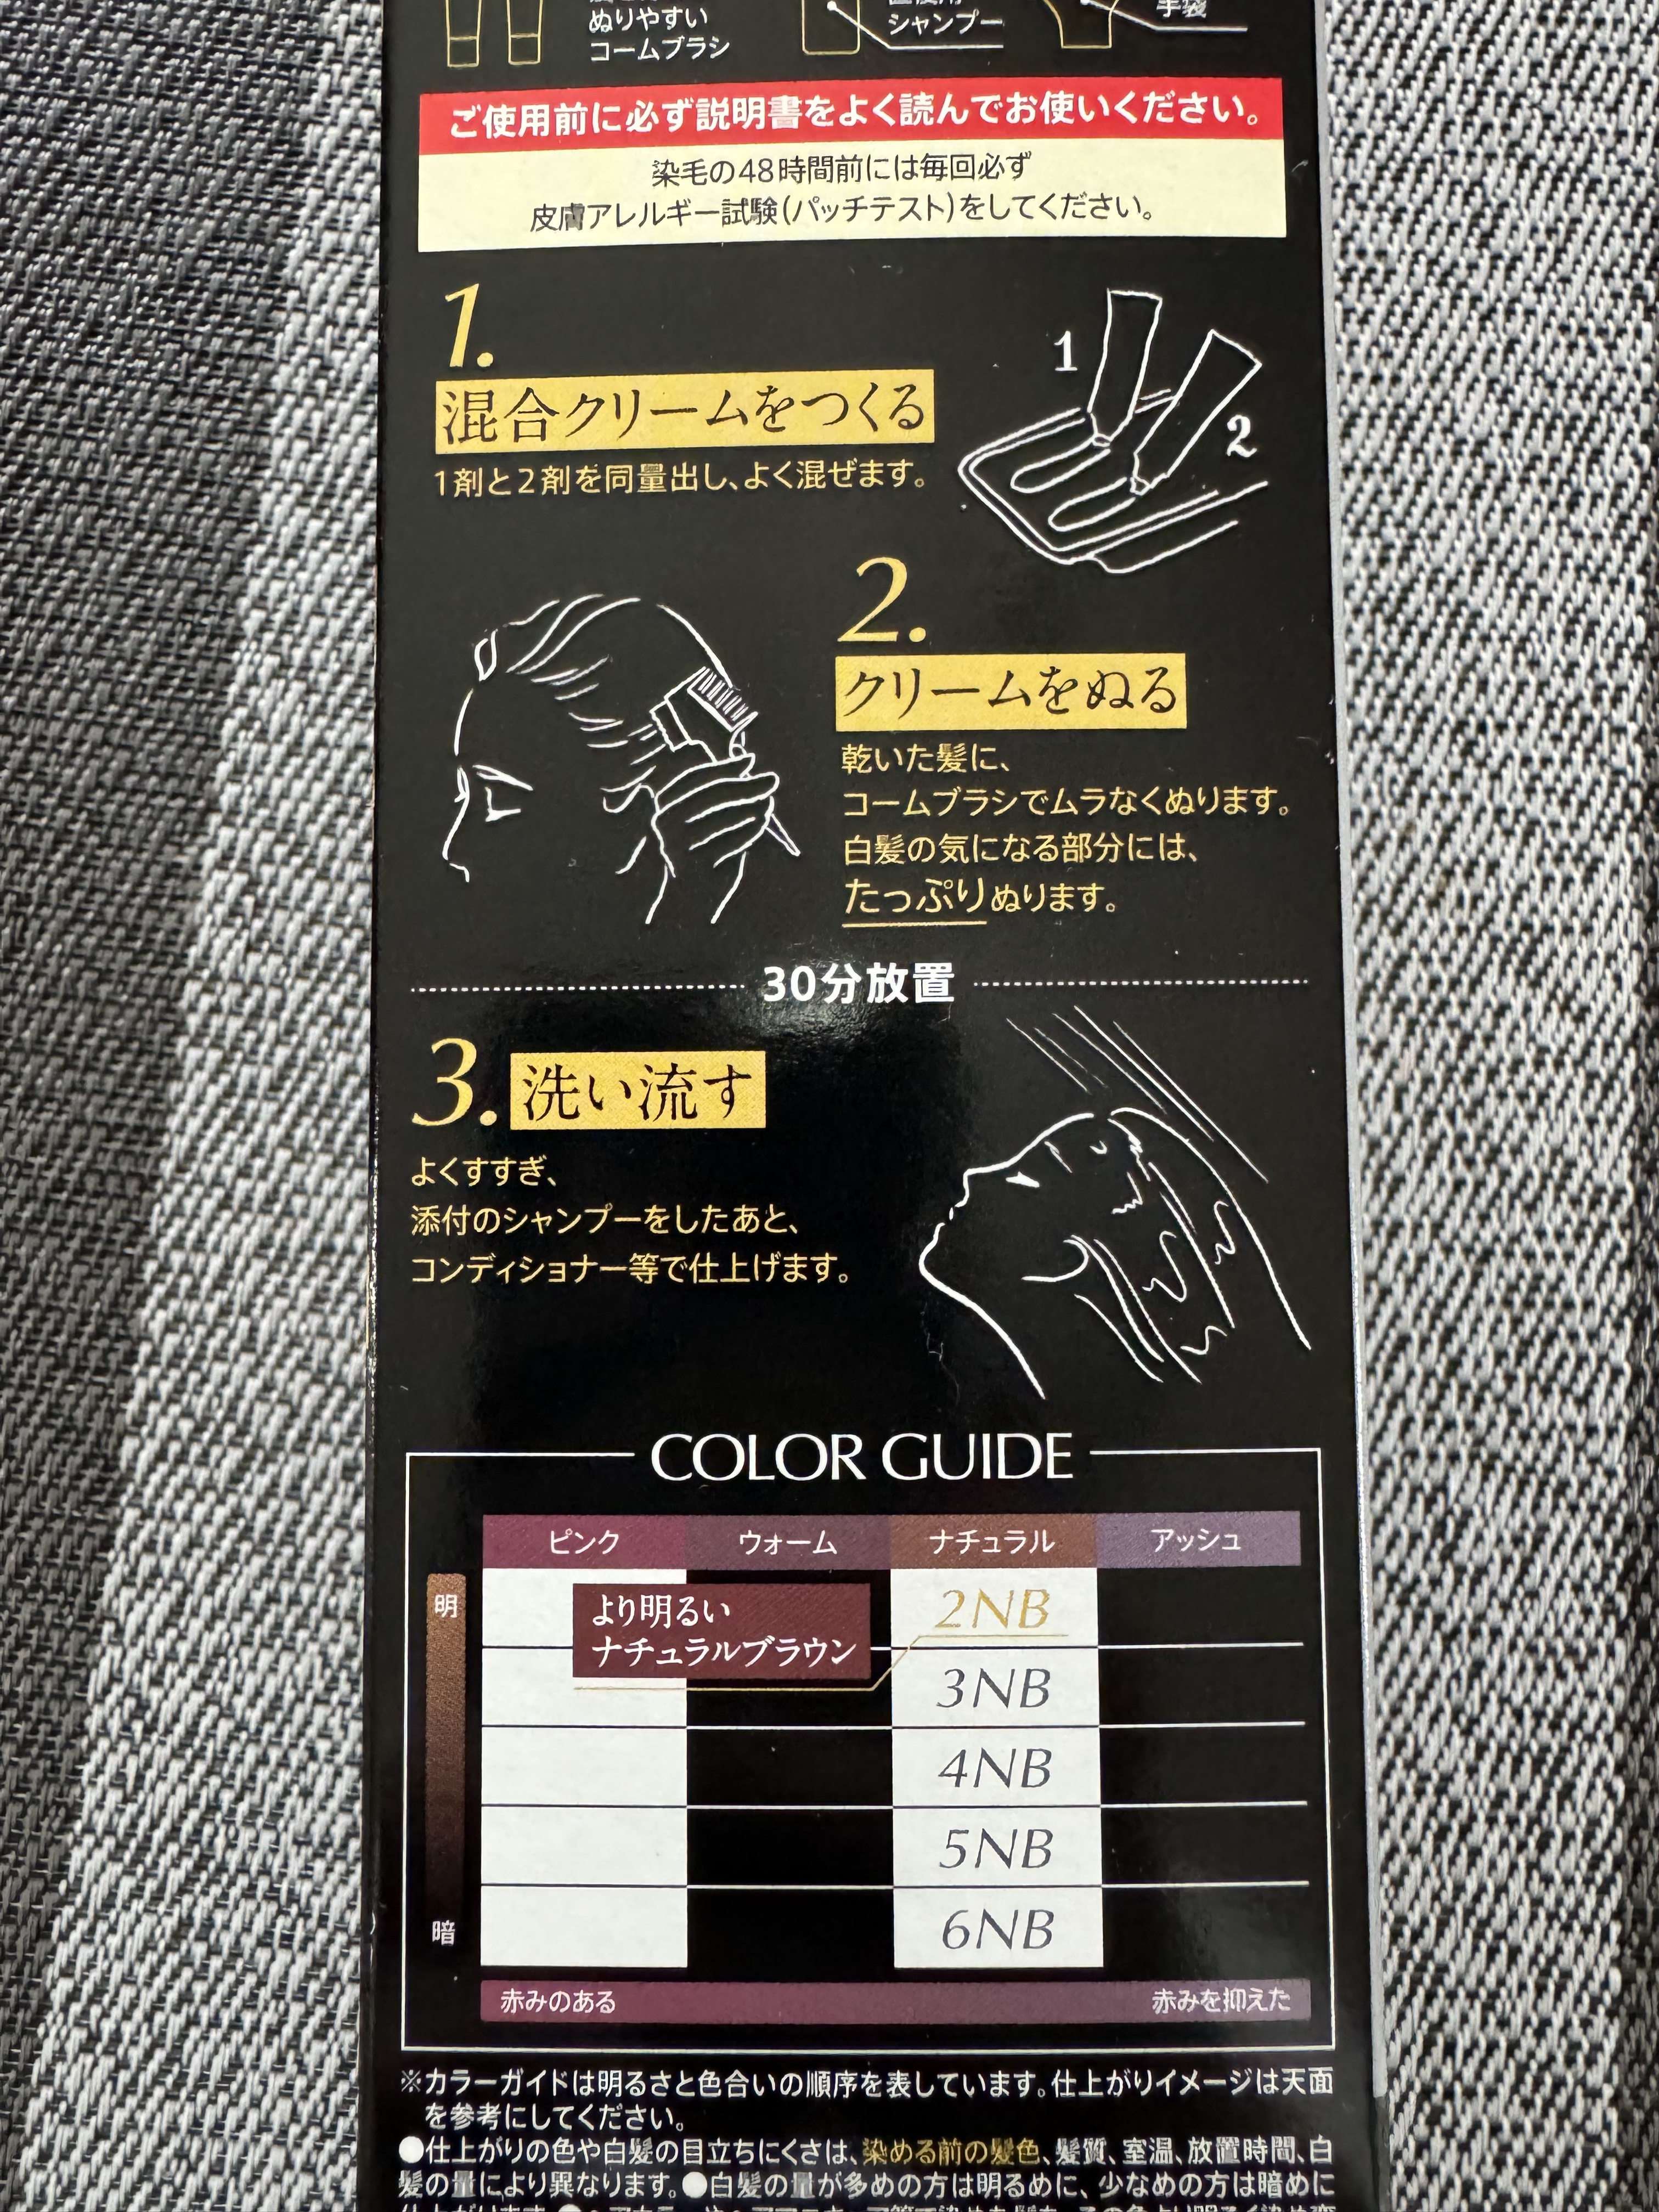 ぬりやすい
コームブラシ
シャンプー
手袋
ご使用前に必ず説明書をよく読んでお使いください。
染毛の48時間前には毎回必ず
皮膚アレルギー試験(パッチテスト)をしてください。
1.
混合クリームをつくる
1剤と2剤を同量出し、よく混ぜます。
1
2
2.
クリームをぬる
乾いた髪に、
コームブラシでムラなくぬります。
白髪の気になる部分には、
たっぷりぬります。
30分放置
3. 洗い流す
よくすすぎ、
添付のシャンプーをしたあと、
コンディショナー等で仕上げます。
COLOR GUIDE
ピンク ウォーム ナチュラル アッシュ
明
より明るい
ナチュラルブラウン
2NB
3NB
4NB
5NB
6NB
暗
赤みのある 赤みを抑えた
※カラーガイドは明るさと色合いの順序を表しています。仕上がりイメージは天面
を参考にしてください。
●仕上がりの色や白髪の目立ちにくさは、染める前の髪色、髪質、室温、放置時間、白
髪の量により異なります。●白髪の量が多めの方は明るめに、少なめの方は暗めに